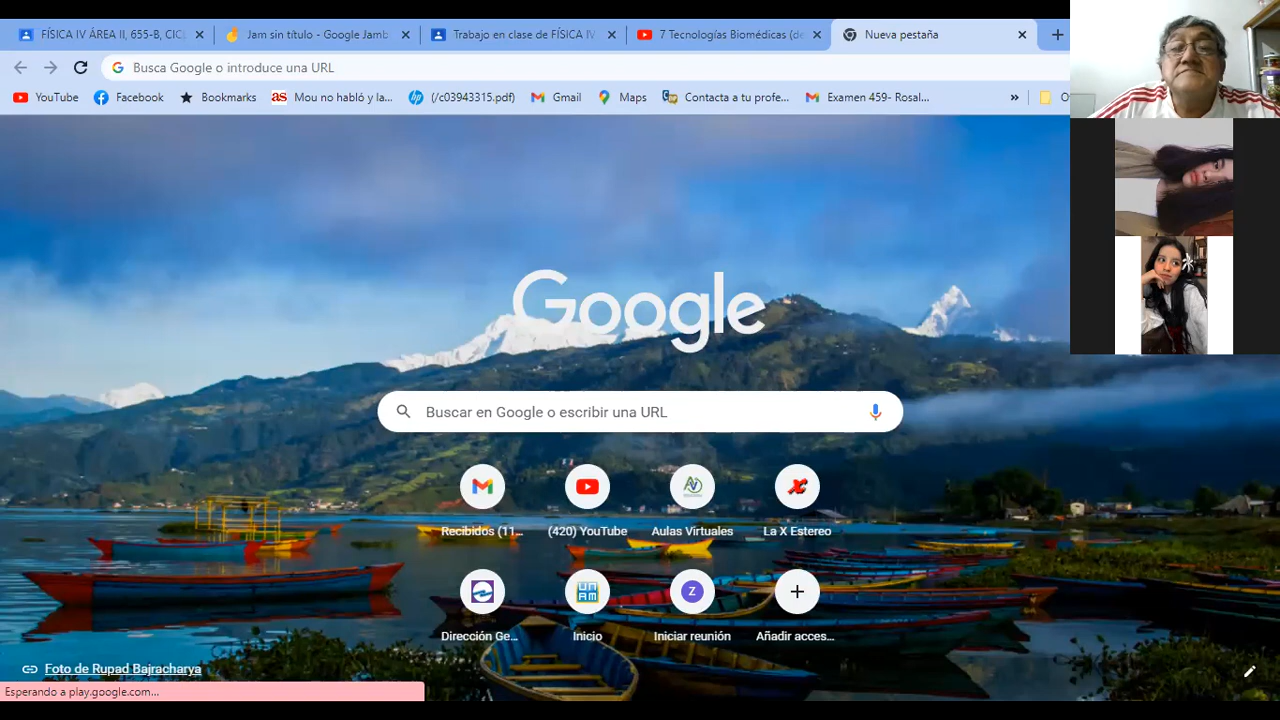 FÍSICA IV ÁREA II, 655-B, CIC
Jam sin título - Google Jamb
Trabajo en clase de FÍSICA IV
7 Tecnologías Biomédicas (de
Nueva pestaña
Busca Google o introduce una URL
YouTube
Facebook
Bookmarks
as
Mou no habló y la...
hp
(/c03943315.pdf)
Gmail
Maps
Contacta a tu profe...
Examen 459- Rosal...
»
Google
Buscar en Google o escribir una URL
Recibidos (11...
(420) YouTube
Aulas Virtuales
La X Estereo
Dirección Ge...
Inicio
Z
Iniciar reunión
Añadir acces...
Foto de Rupad Bajracharya
Esperando a play.google.com...